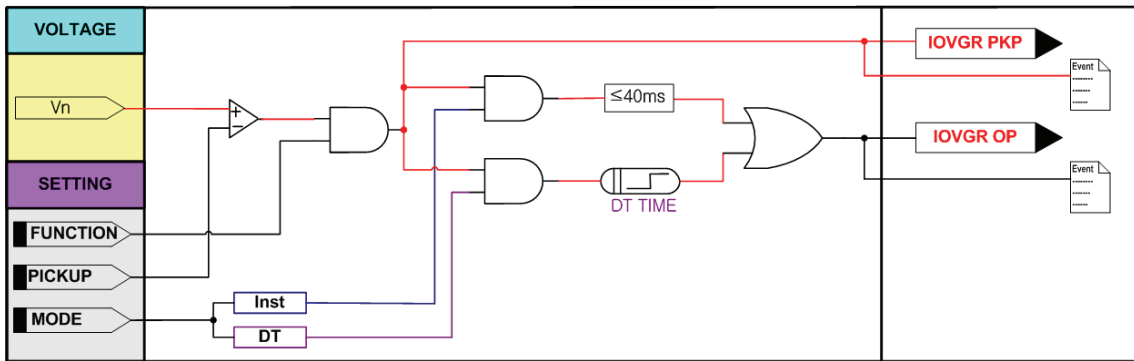 VOLTAGE
Vn
SETTING
FUNCTION
PICKUP
MODE
+
−
Inst
DT
≤40ms
DT TIME
IOVGR PKP
Event
IOVGR OP
Event